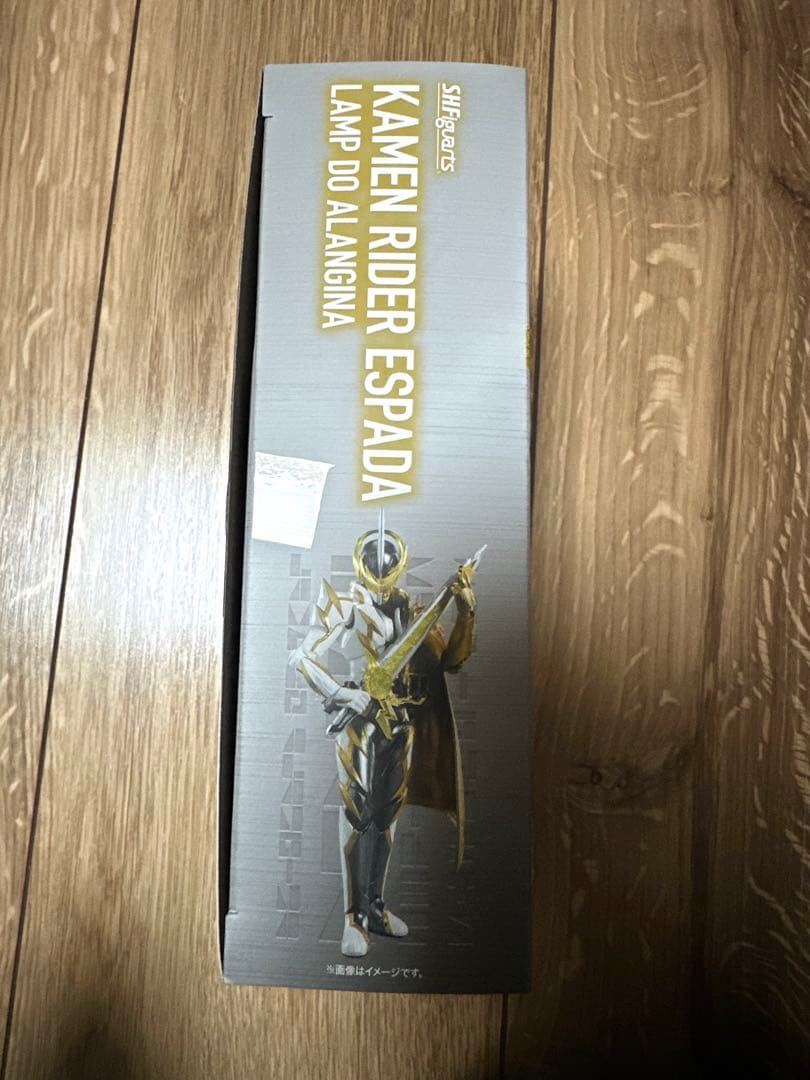 S.H.Figuarts
KAMEN RIDER ESPADA
LAMP DO ALANGINA
※画像はイメージです。